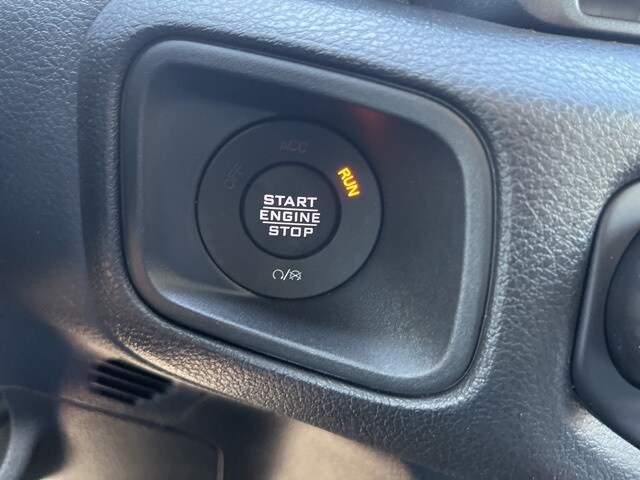 OFF
ACC
RUN
START
ENGINE
STOP